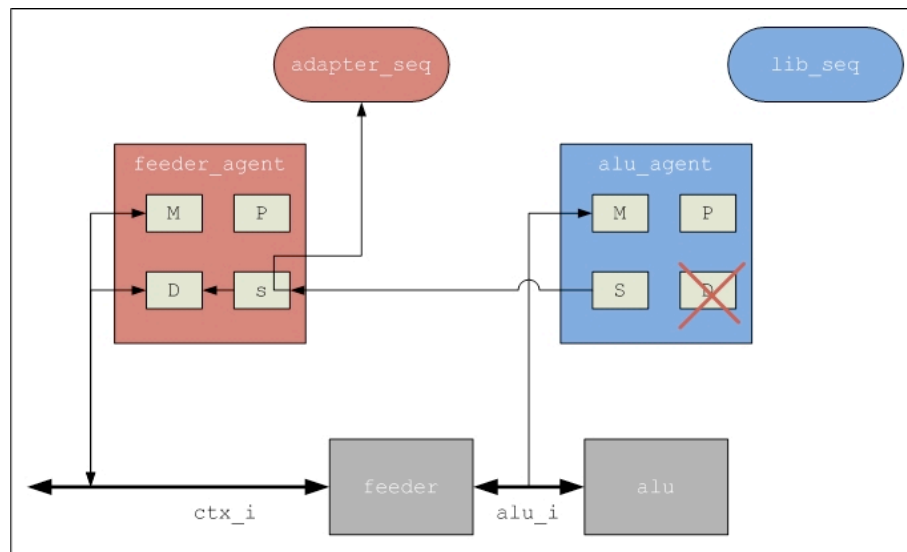 adapter_seq
lib_seq
feeder_agent
alu_agent
M
P
M
P
D
s
S
D
feeder
alu
ctx_i
alu_i